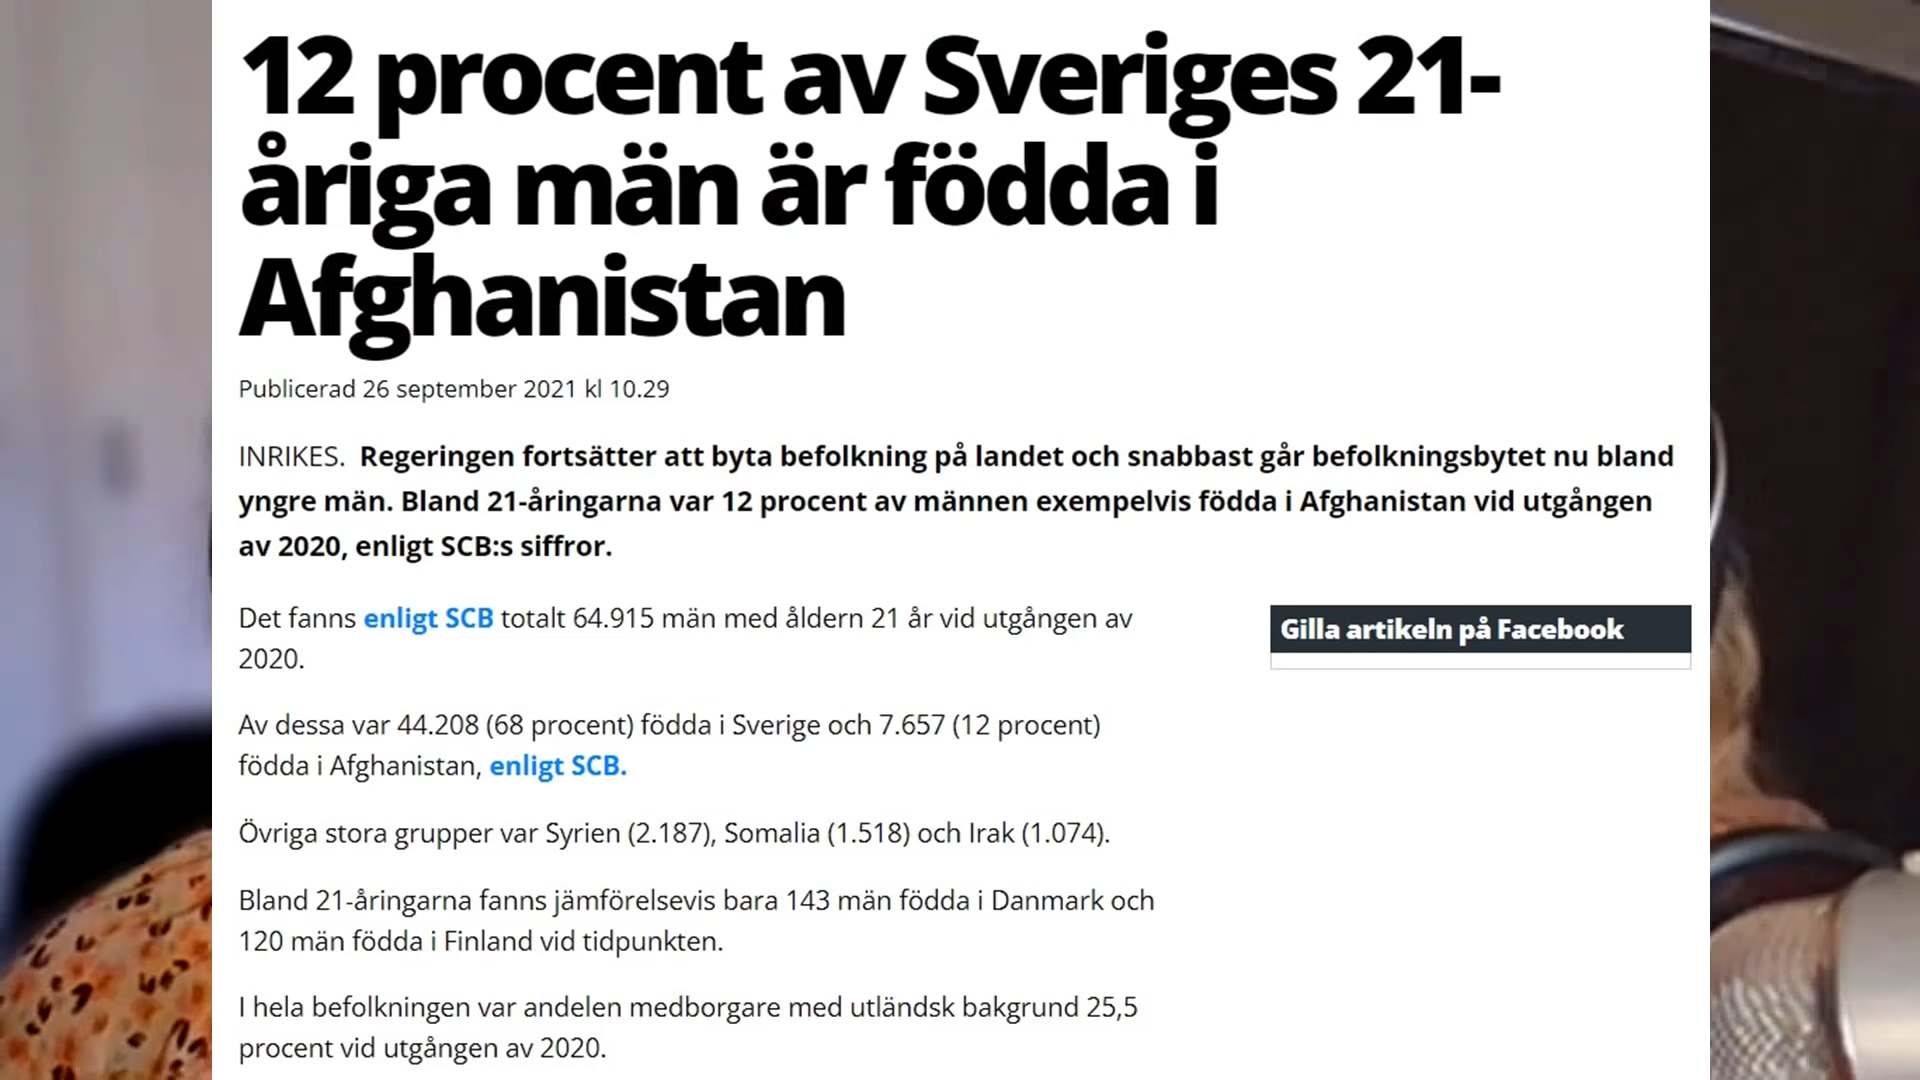 12 procent av Sveriges 21-
åriga män är födda i
Afghanistan
Publicerad 26 september 2021 kl 10.29
INRIKES. Regeringen fortsätter att byta befolkning på landet och snabbast går befolkningsbytet nu bland
yngre män. Bland 21-åringarna var 12 procent av männen exempelvis födda i Afghanistan vid utgången
av 2020, enligt SCB:s siffror.
Det fanns enligt SCB totalt 64.915 män med åldern 21 år vid utgången av
2020.
Gilla artikeln på Facebook
Av dessa var 44.208 (68 procent) födda i Sverige och 7.657 (12 procent)
födda i Afghanistan, enligt SCB.
Övriga stora grupper var Syrien (2.187), Somalia (1.518) och Irak (1.074).
Bland 21-åringarna fanns jämförelsevis bara 143 män födda i Danmark och
120 män födda i Finland vid tidpunkten.
I hela befolkningen var andelen medborgare med utländsk bakgrund 25,5
procent vid utgången av 2020.